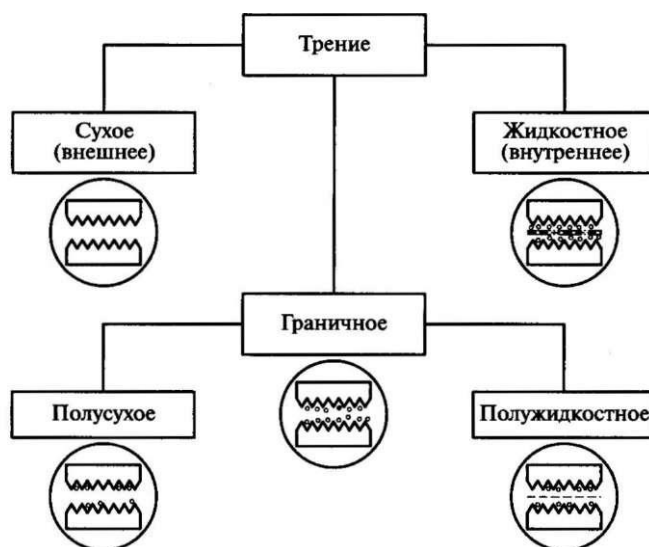 Трение
Сухое
(внешнее)
Жидкостное
(внутреннее)
Граничное
Полусухое
Полужидкостное